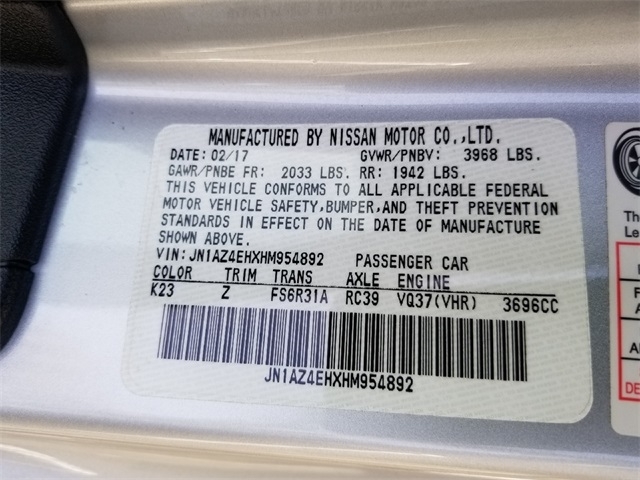 MANUFACTURED BY NISSAN MOTOR CO.,LTD.
DATE: 02/17 GVWR/PNBV: 3968 LBS.
GAWR/PNBE FR: 2033 LBS. RR: 1942 LBS.
THIS VEHICLE CONFORMS TO ALL APPLICABLE FEDERAL
MOTOR VEHICLE SAFETY,BUMPER,AND THEFT PREVENTION
STANDARDS IN EFFECT ON THE DATE OF MANUFACTURE
SHOWN ABOVE.
VIN: JN1AZ4EHXHM954892 PASSENGER CAR
COLOR TRIM TRANS AXLE ENGINE
K23 Z FS6R31A RC39 VQ37(VHR) 3696CC
JN1AZ4EHXHM954892